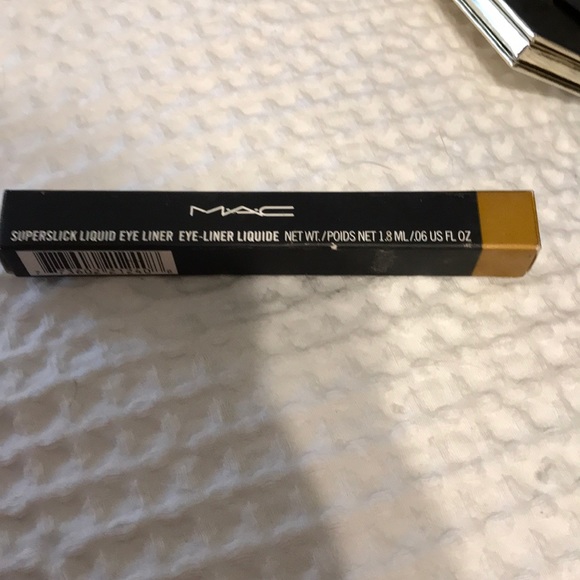 MAC
SUPERSLICK LIQUID EYE LINER EYE-LINER LIQUIDE NET WT./POIDS NET 1.8 ML/.06 US FL OZ